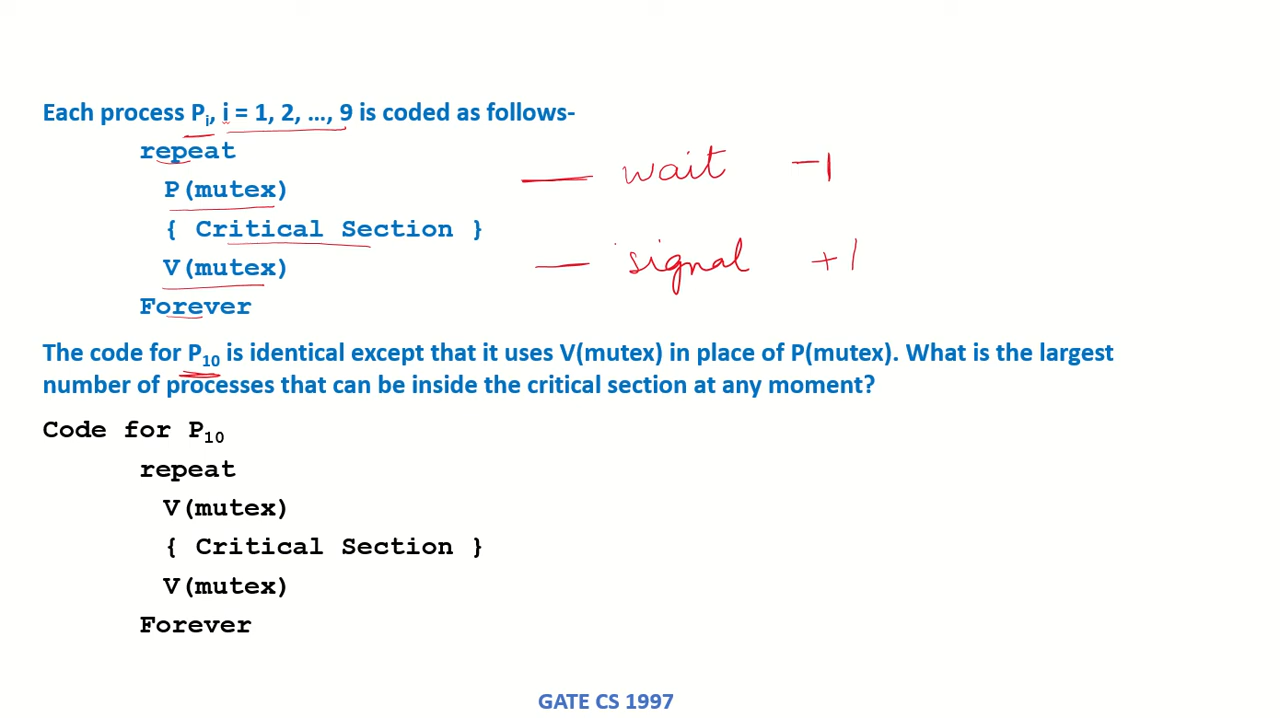 Each process Pi, i = 1, 2, …, 9 is coded as follows-
repeat
P(mutex)
wait -1
{ Critical Section }
V(mutex)
signal +1
Forever
The code for P10 is identical except that it uses V(mutex) in place of P(mutex). What is the largest
number of processes that can be inside the critical section at any moment?
Code for P10
repeat
V(mutex)
{ Critical Section }
V(mutex)
Forever
GATE CS 1997